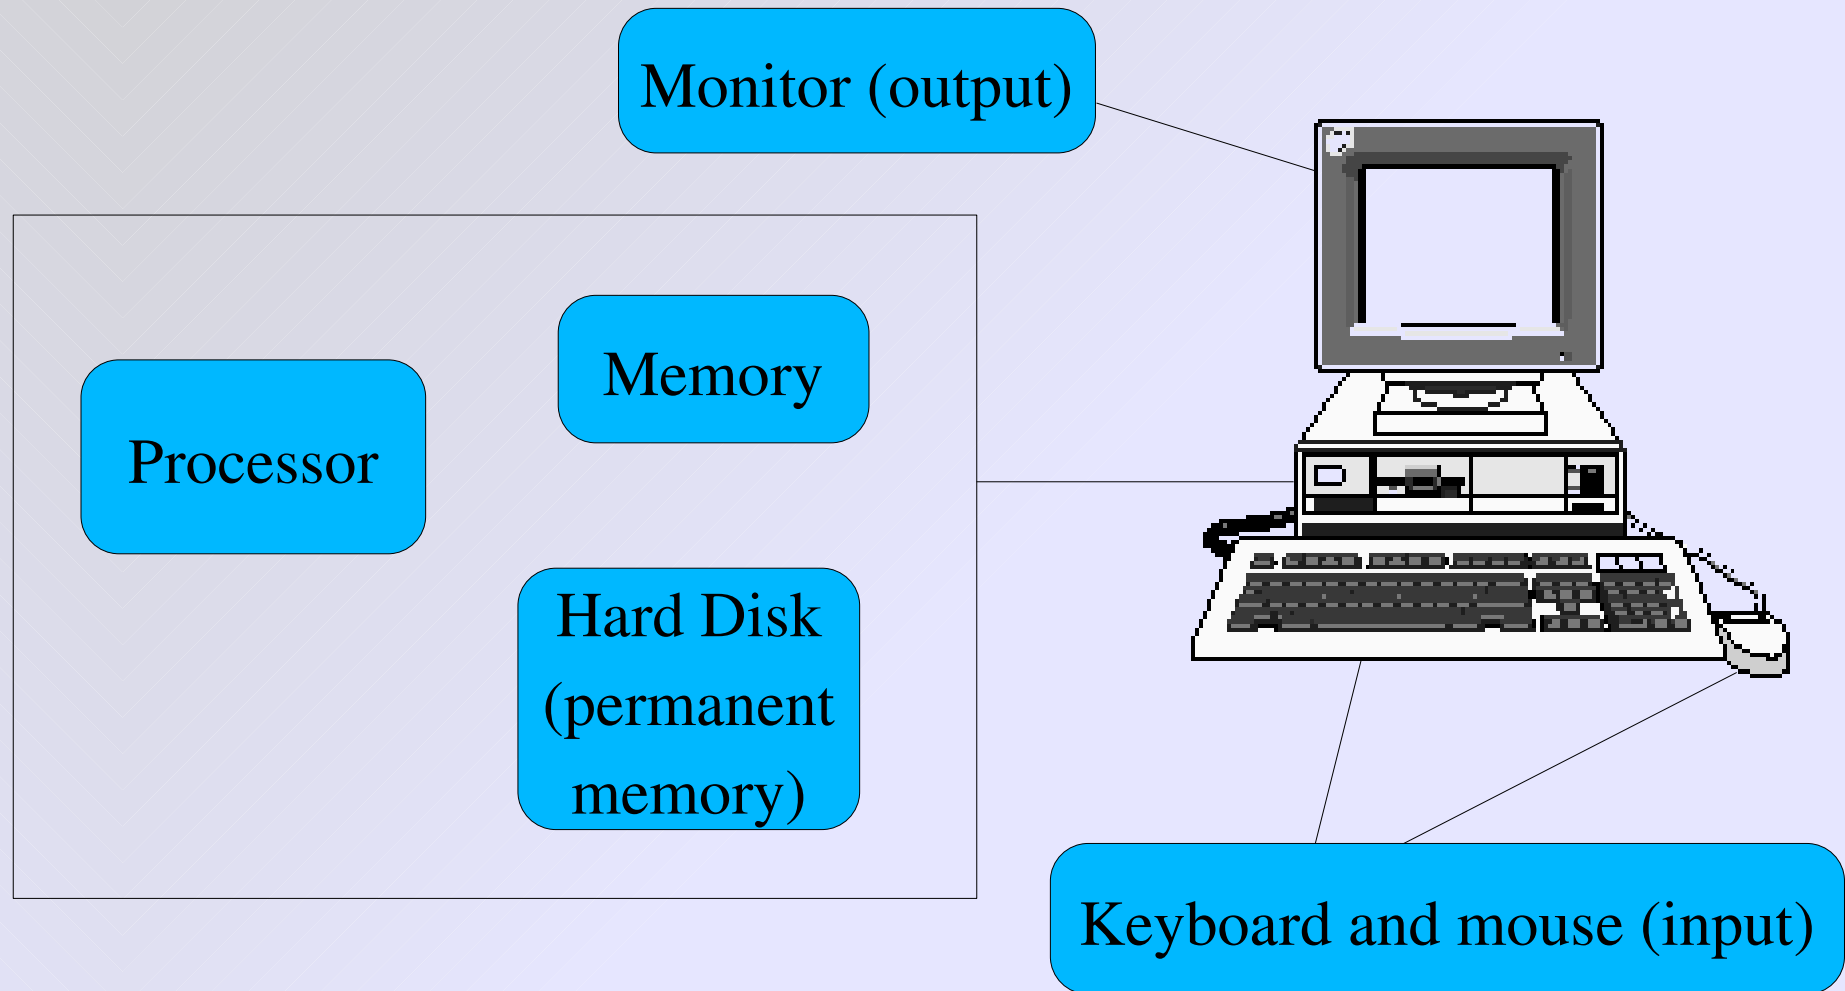 Monitor (output)
Memory
Processor
Hard Disk
(permanent
memory)
Keyboard and mouse (input)